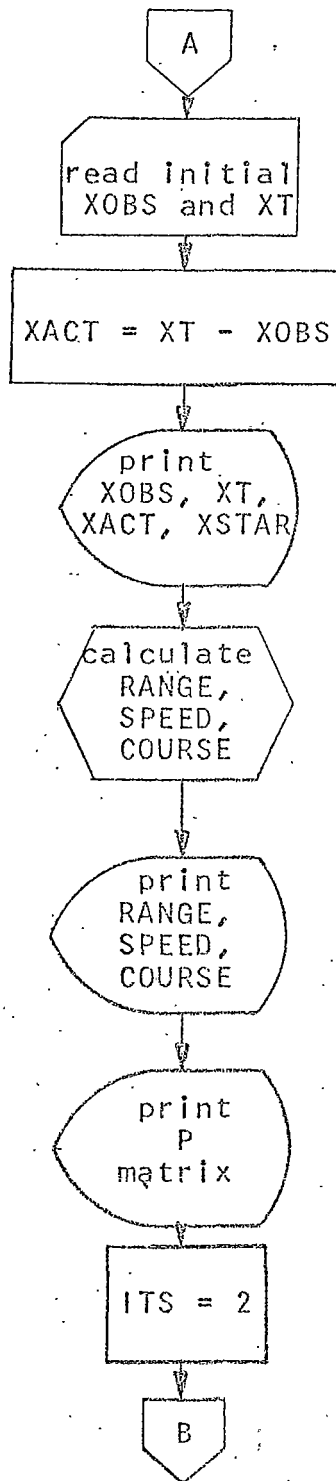 A
read initial
XOBS and XT
XACT = XT - XOBS
print
XOBS, XT,
XACT, XSTAR
calculate
RANGE,
SPEED,
COURSE
print
RANGE,
SPEED,
COURSE
print
P
matrix
ITS = 2
B